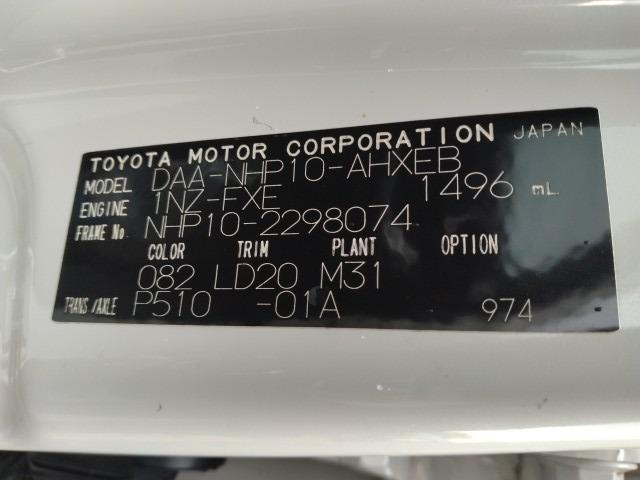 TOYOTA MOTOR CORPORATION JAPAN
MODEL DAA-NHP10-AHXEB
ENGINE 1NZ-FXE 1496 mL
FRAME No. NHP10-2298074
COLOR TRIM PLANT OPTION
082 LD20 M31
TRANS /AXLE P510 -01A 974